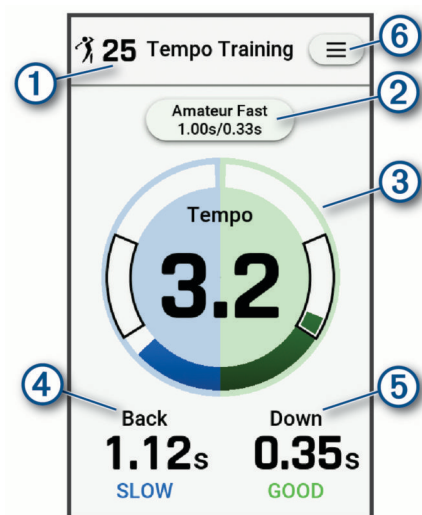 25 Tempo Training
6
1
2
Amateur Fast
1.00s/0.33s
3
Tempo
3.2
4
5
Back
Down
1.12s
0.35s
SLOW
GOOD